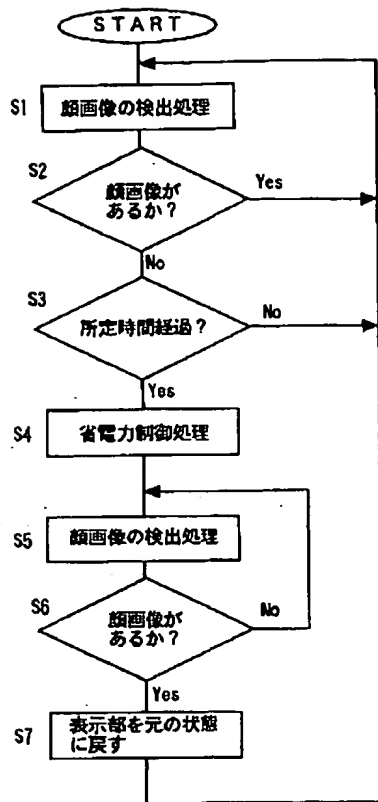 START
S1
顔画像の検出処理
S2
顔画像が
あるか？
Yes
No
S3
所定時間経過？
No
Yes
S4
省電力制御処理
S5
顔画像の検出処理
S6
顔画像が
あるか？
No
Yes
S7
表示部を元の状態
に戻す